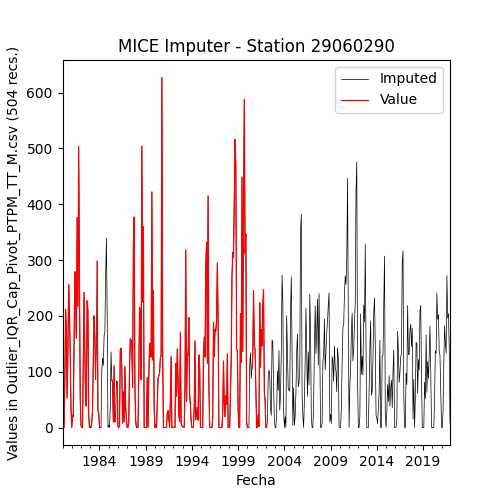 MICE Imputer - Station 29060290
Values in Outlier_IQR_Cap_Pivot_PTPM_TT_M.csv (504 recs.)
Imputed
Value
600
500
400
300
200
100
0
1984 1989 1994 1999 2004 2009 2014 2019
Fecha